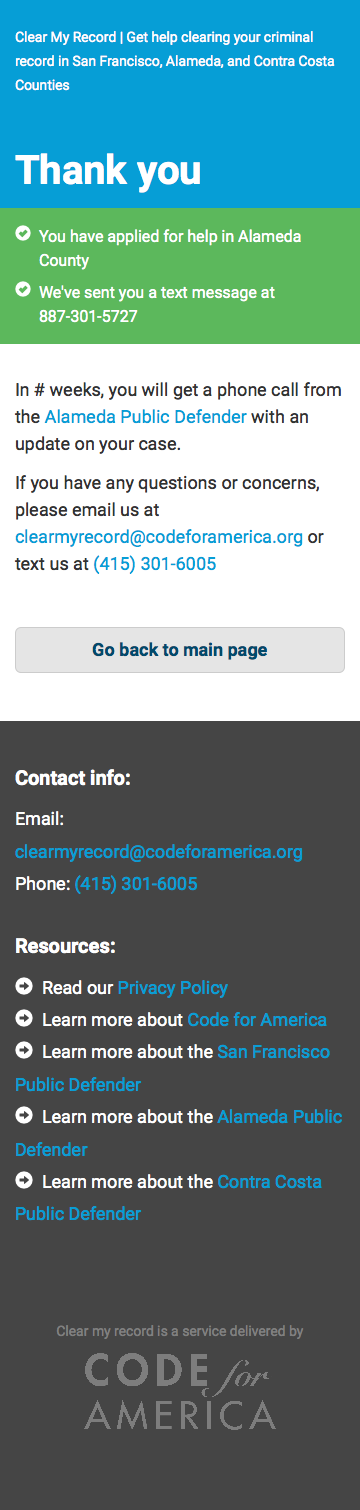 Clear My Record | Get help clearing your criminal
record in San Francisco, Alameda, and Contra Costa
Counties
Thank you
You have applied for help in Alameda
County
We've sent you a text message at
887-301-5727
In # weeks, you will get a phone call from
the Alameda Public Defender with an
update on your case.
If you have any questions or concerns,
please email us at
clearmyrecord@codeforamerica.org or
text us at (415) 301-6005
Go back to main page
Contact info:
Email:
clearmyrecord@codeforamerica.org
Phone: (415) 301-6005
Resources:
Read our Privacy Policy
Learn more about Code for America
Learn more about the San Francisco
Public Defender
Learn more about the Alameda Public
Defender
Learn more about the Contra Costa
Public Defender
Clear my record is a service delivered by
CODE for
AMERICA